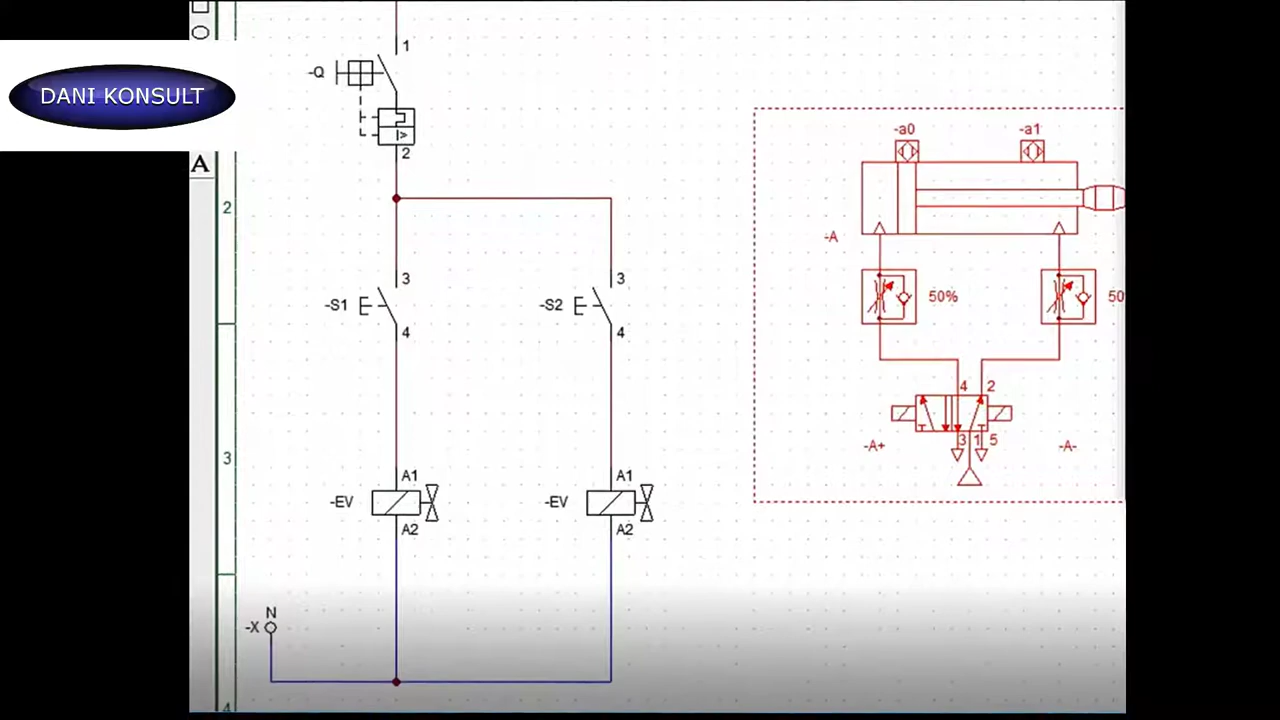 DANI KONSULT
A
2
3
4
1
-Q
I>
2
3
-S1
4
3
-S2
4
A1
-EV
A2
A1
-EV
A2
N
-X
-a0
-a1
-A
50%
50
4
2
-A+
3
1
5
-A-